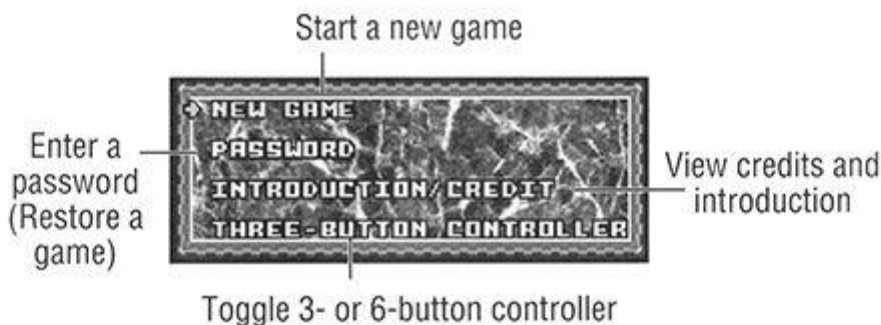 Start a new game
NEW GAME
PASSWORD
INTRODUCTION/CREDIT
THREE-BUTTON CONTROLLER
Enter a
password
(Restore a
game)
View credits and
introduction
Toggle 3- or 6-button controller